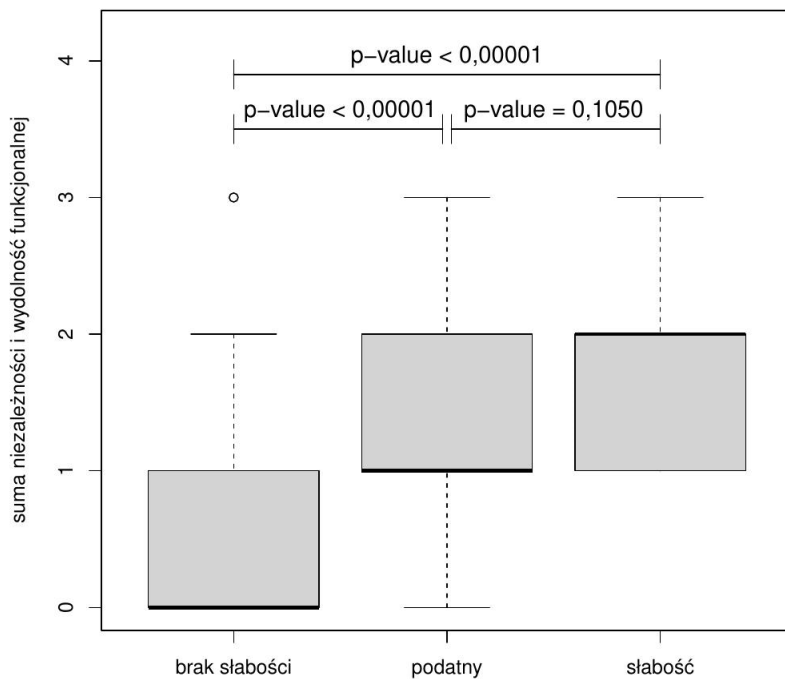 p-value < 0,00001
p-value < 0,00001
p-value = 0,1050
suma niezależności i wydolność funkcjonalnej
4
3
2
1
0
brak słabości
podatny
słabość